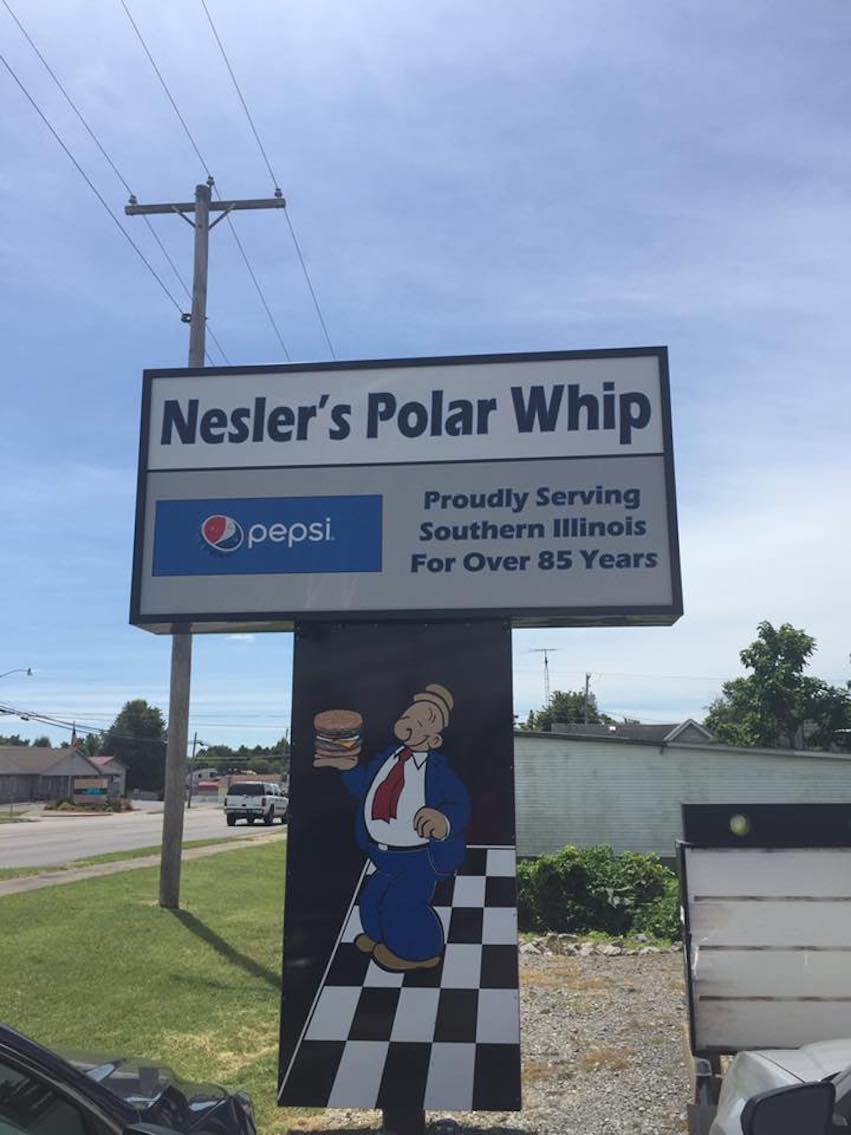 Nesler's Polar Whip
pepsi
Proudly Serving
Southern Illinois
For Over 85 Years